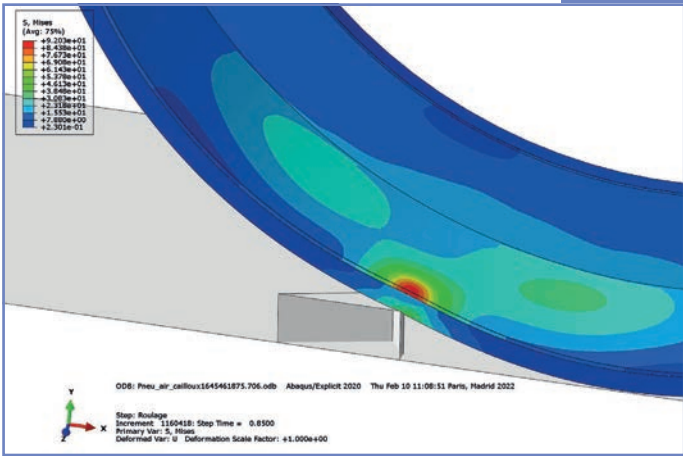 S, Mises
(Avg: 75%)
+9.203e+01
+8.438e+01
+7.673e+01
+6.908e+01
+6.143e+01
+5.378e+01
+4.613e+01
+3.848e+01
+3.083e+01
+2.318e+01
+1.553e+01
+7.880e+00
+2.301e-01
ODB: Pneu_air_cailloux1645461875.706.odb Abaqus/Explicit 2020 Thu Feb 10 11:08:51 Paris, Madrid 2022
Y
X
Z
Step: Roulage
Increment 1160418: Step Time = 0.8500
Primary Var: S, Mises
Deformed Var: U Deformation Scale Factor: +1.000e+00